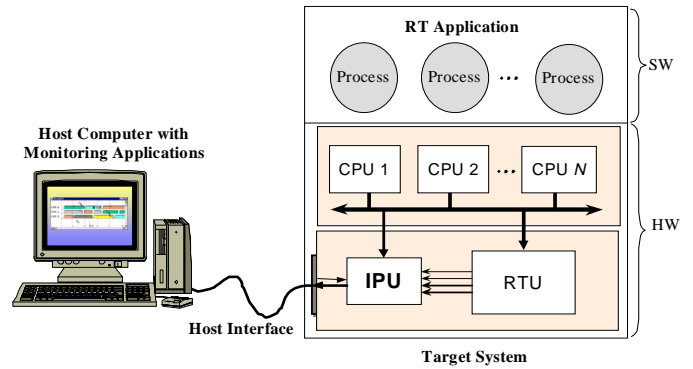 RT Application
Process Process ... Process
SW
Host Computer with
Monitoring Applications
CPU 1 CPU 2 ... CPU N
HW
IPU RTU
Host Interface
Target System